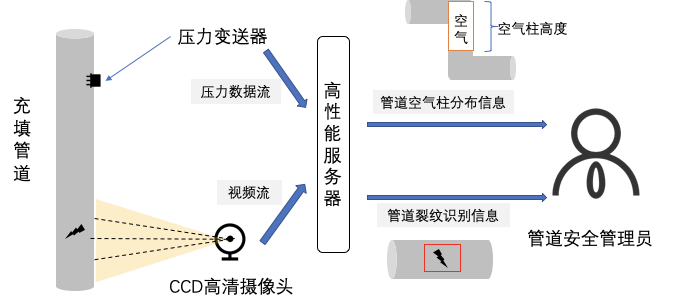 压力变送器
空气
空气柱高度
充填管道
压力数据流
高性能服务器
管道空气柱分布信息
视频流
管道裂纹识别信息
管道安全管理员
CCD高清摄像头